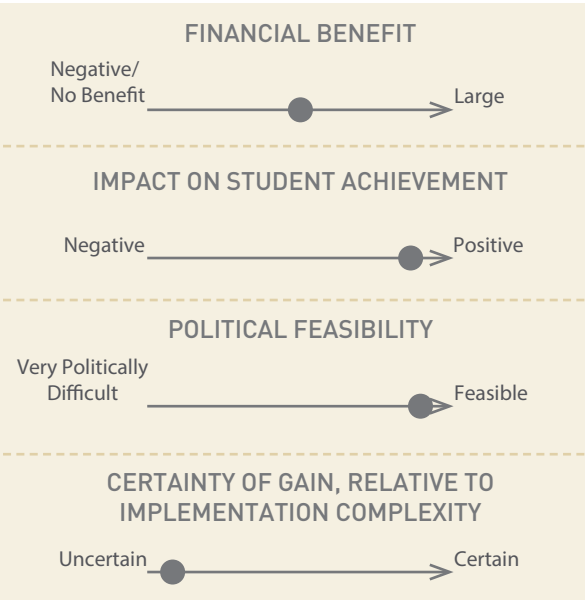 FINANCIAL BENEFIT
Negative/
No Benefit
Large
IMPACT ON STUDENT ACHIEVEMENT
Negative
Positive
POLITICAL FEASIBILITY
Very Politically
Difficult
Feasible
CERTAINTY OF GAIN, RELATIVE TO
IMPLEMENTATION COMPLEXITY
Uncertain
Certain